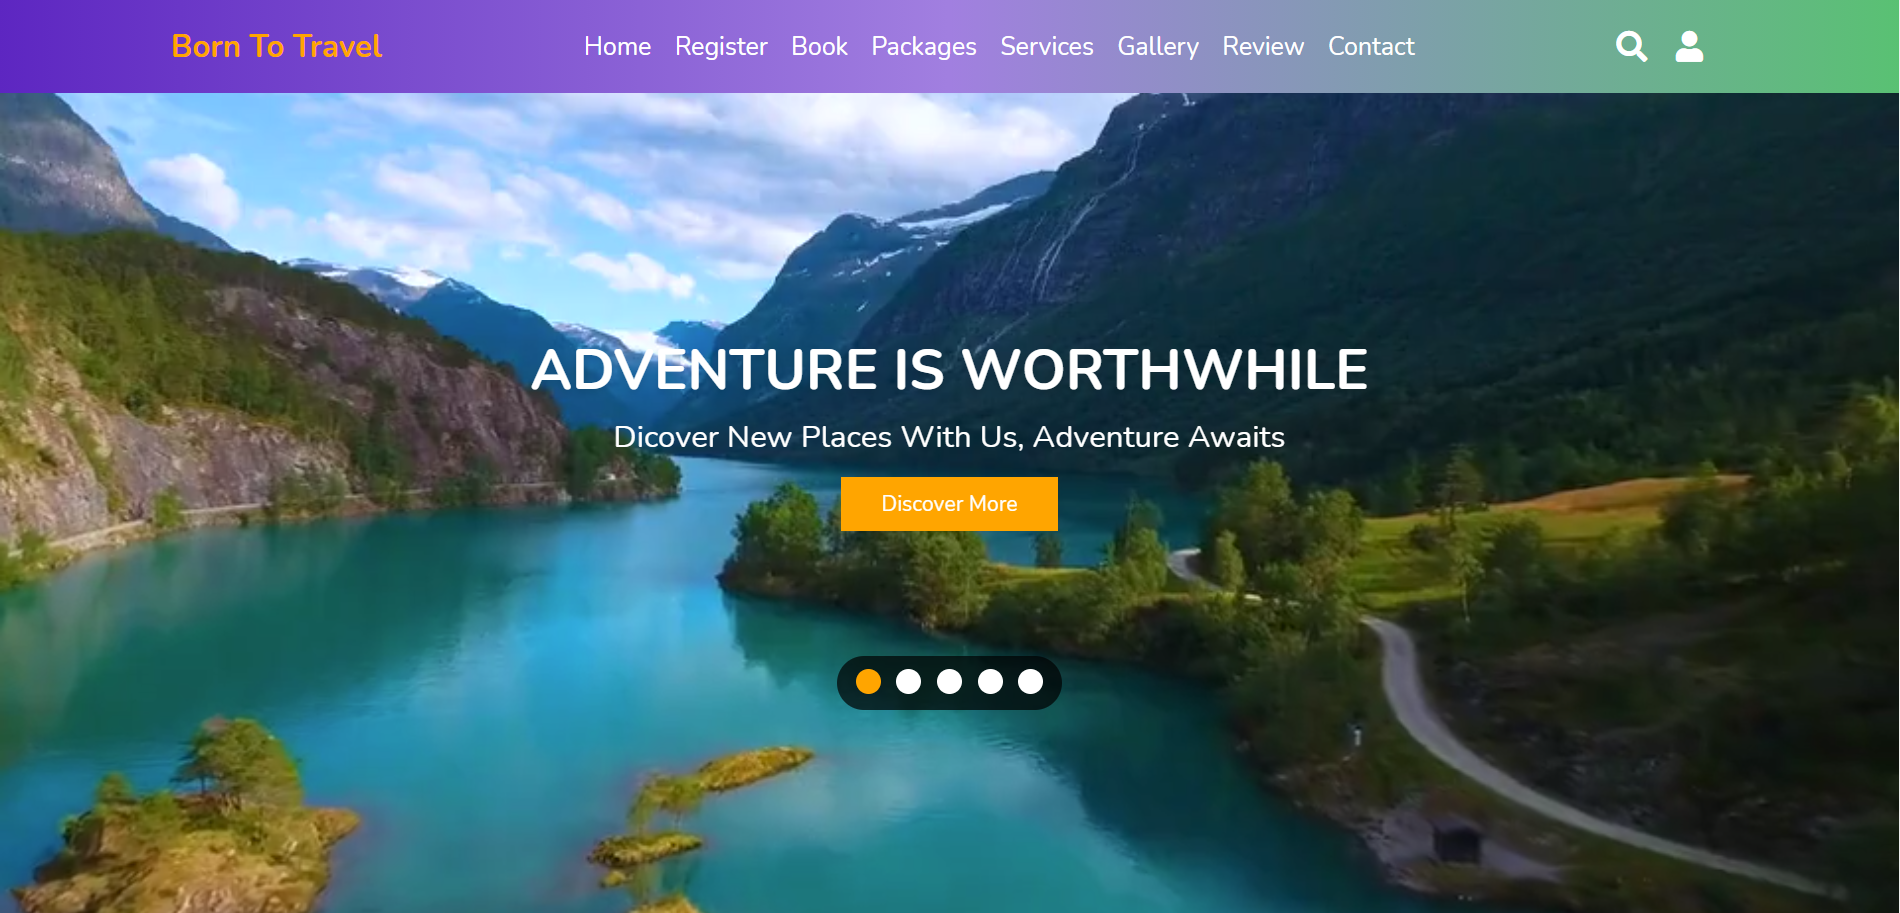 Born To Travel
Home Register Book Packages Services Gallery Review Contact
ADVENTURE IS WORTHWHILE
Dicover New Places With Us, Adventure Awaits
Discover More